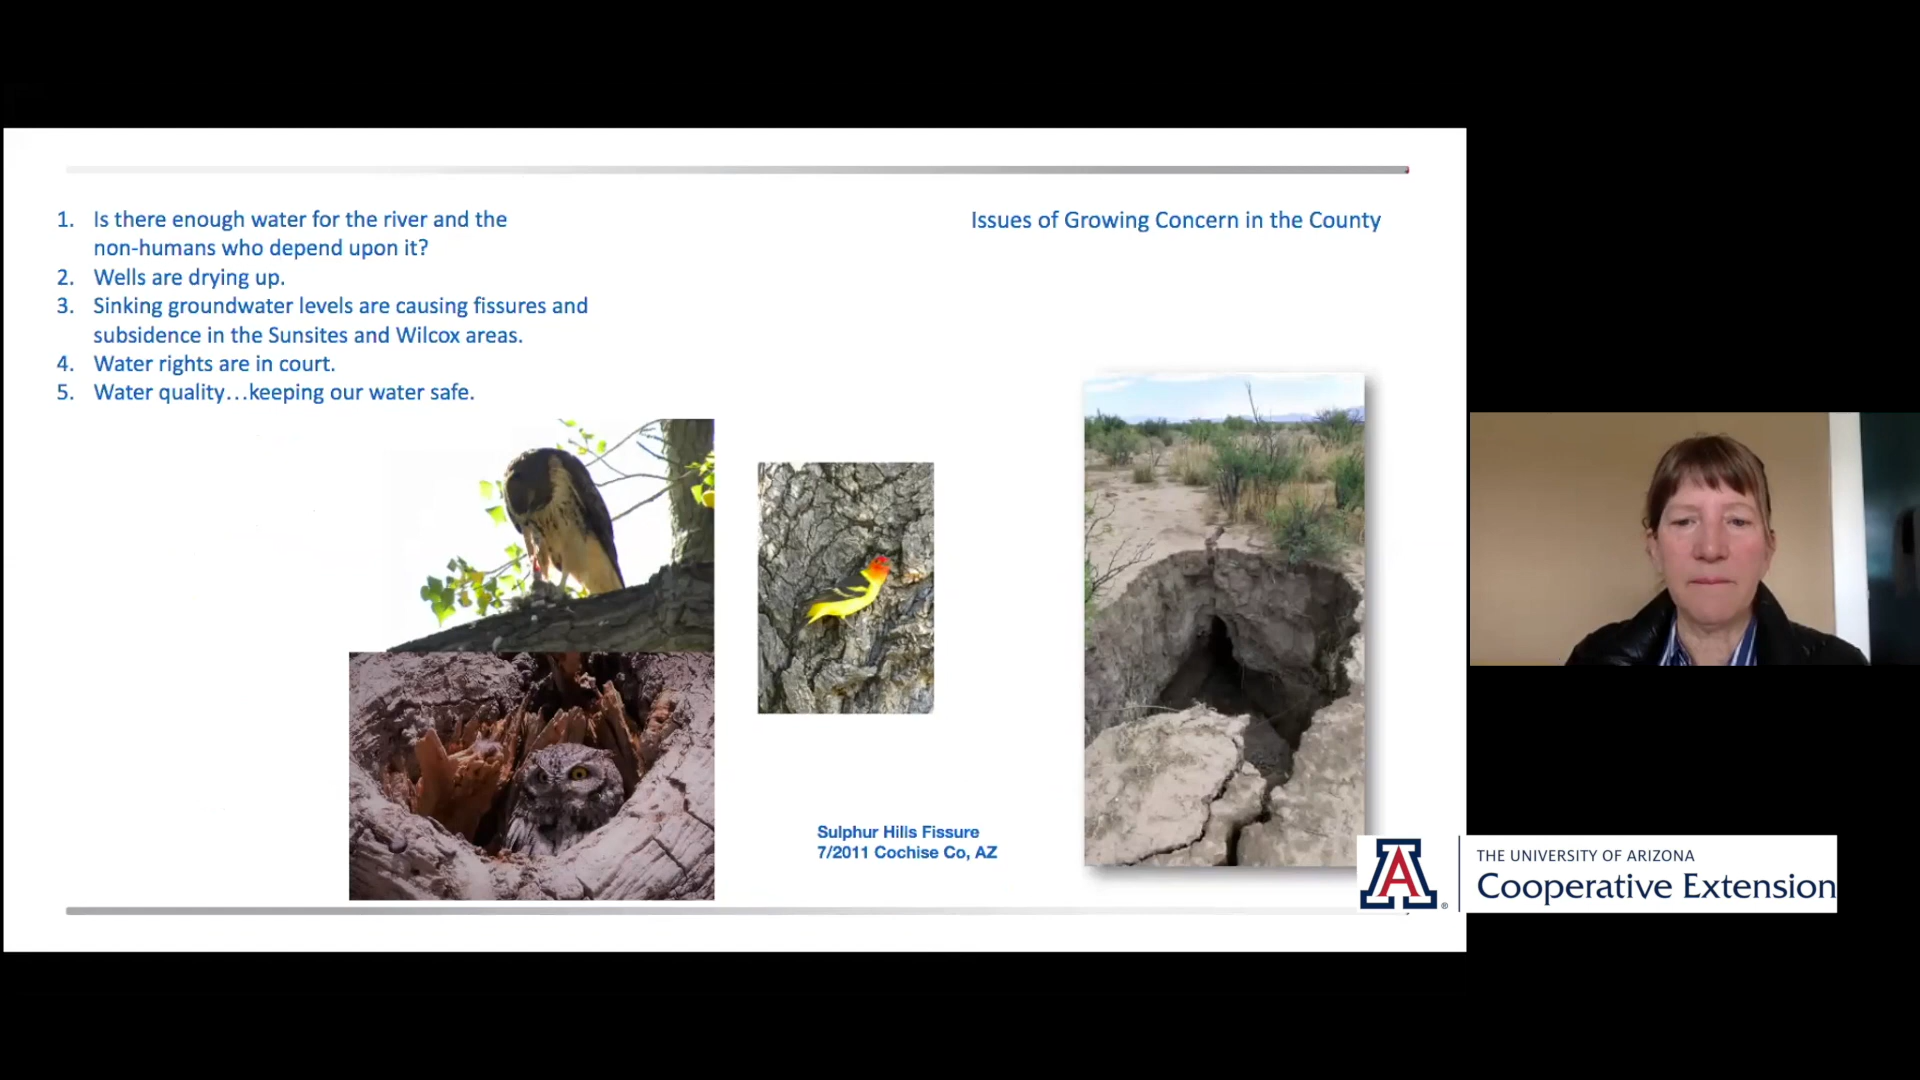 1. Is there enough water for the river and the
non-humans who depend upon it?
2. Wells are drying up.
3. Sinking groundwater levels are causing fissures and
subsidence in the Sunsites and Wilcox areas.
4. Water rights are in court.
5. Water quality…keeping our water safe.
Issues of Growing Concern in the County
Sulphur Hills Fissure
7/2011 Cochise Co, AZ
A®
THE UNIVERSITY OF ARIZONA
Cooperative Extension